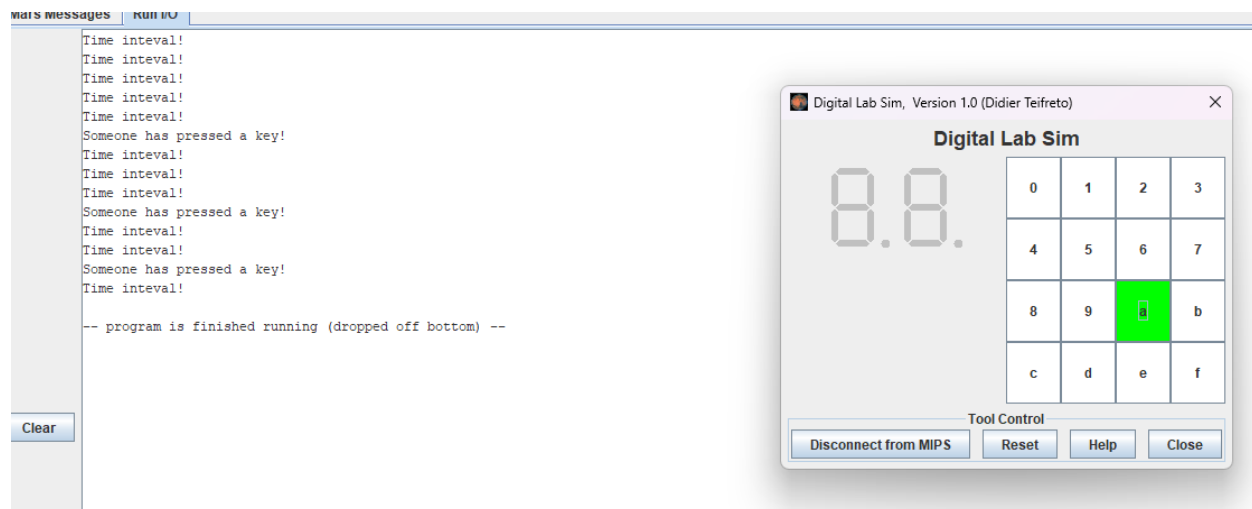 Mars Messages Run I/O
Time inteval!
Time inteval!
Time inteval!
Time inteval!
Time inteval!
Someone has pressed a key!
Time inteval!
Time inteval!
Time inteval!
Someone has pressed a key!
Time inteval!
Time inteval!
Someone has pressed a key!
Time inteval!
-- program is finished running (dropped off bottom) --
Clear
Digital Lab Sim, Version 1.0 (Didier Teifreto)
Digital Lab Sim
8.8.
0 1 2 3
4 5 6 7
8 9 a b
c d e f
Tool Control
Disconnect from MIPS Reset Help Close